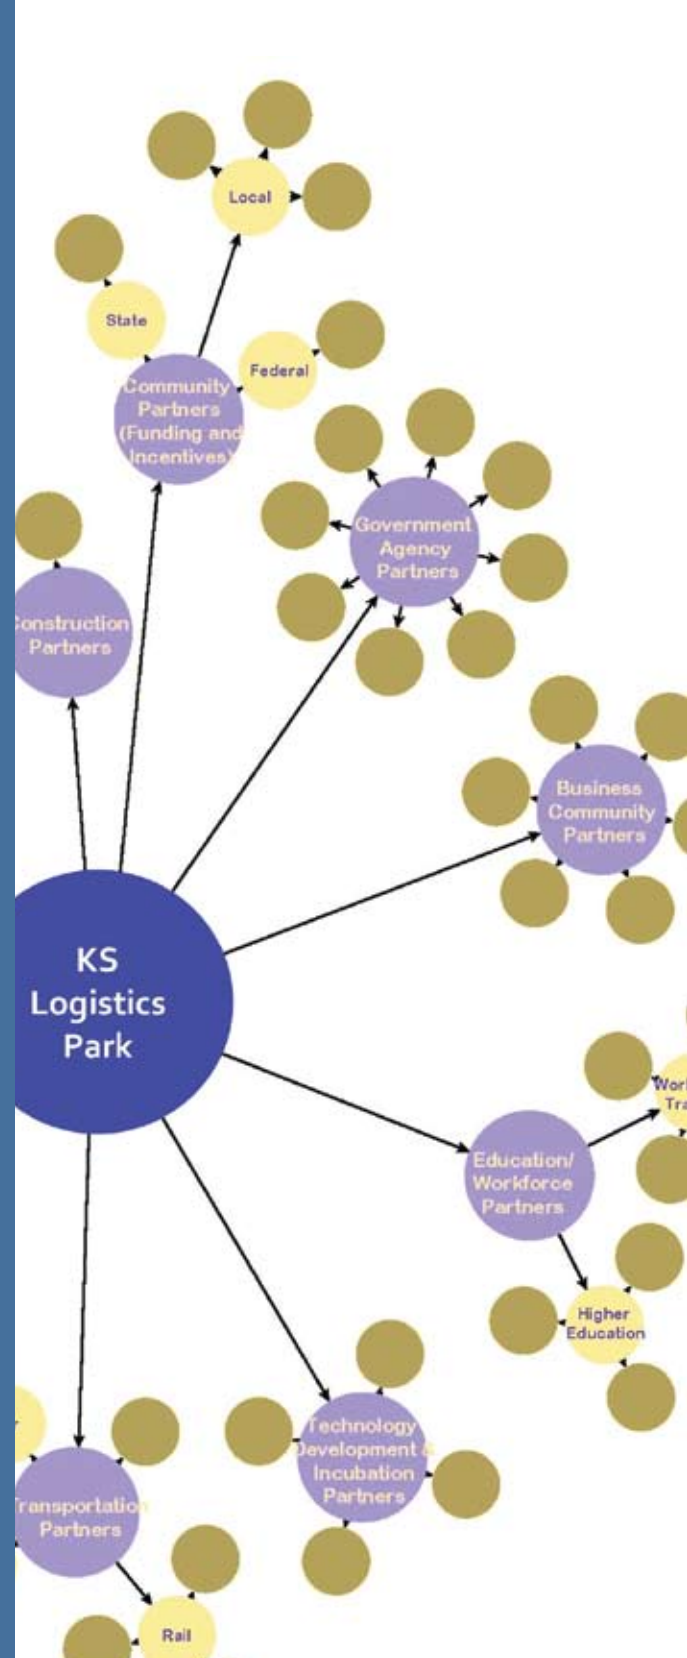 Local
State
Federal
Community
Partners
(Funding and
Incentives)
Government
Agency
Partners
Construction
Partners
Business
Community
Partners
KS
Logistics
Park
Education/
Workforce
Partners
Higher
Education
Technology
Development &
Incubation
Partners
Transportation
Partners
Rail